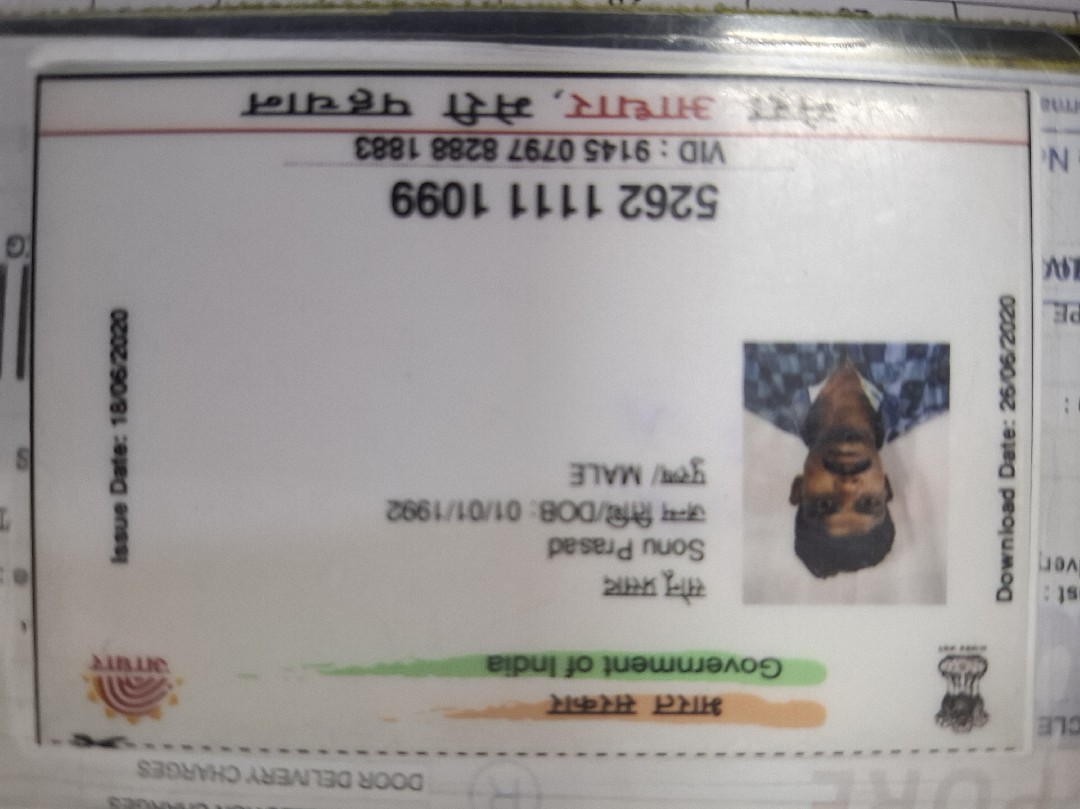 भारत सरकार
Government of India
आधार
सोनू प्रसाद
Sonu Prasad
जन्म तिथि/DOB: 01/01/1992
पुरुष/ MALE
Issue Date: 18/06/2020
Download Date: 26/06/2020
5262 1111 1099
VID : 9145 0797 8288 1883
मेरा आधार, मेरी पहचान
DOOR DELIVERY CHARGES